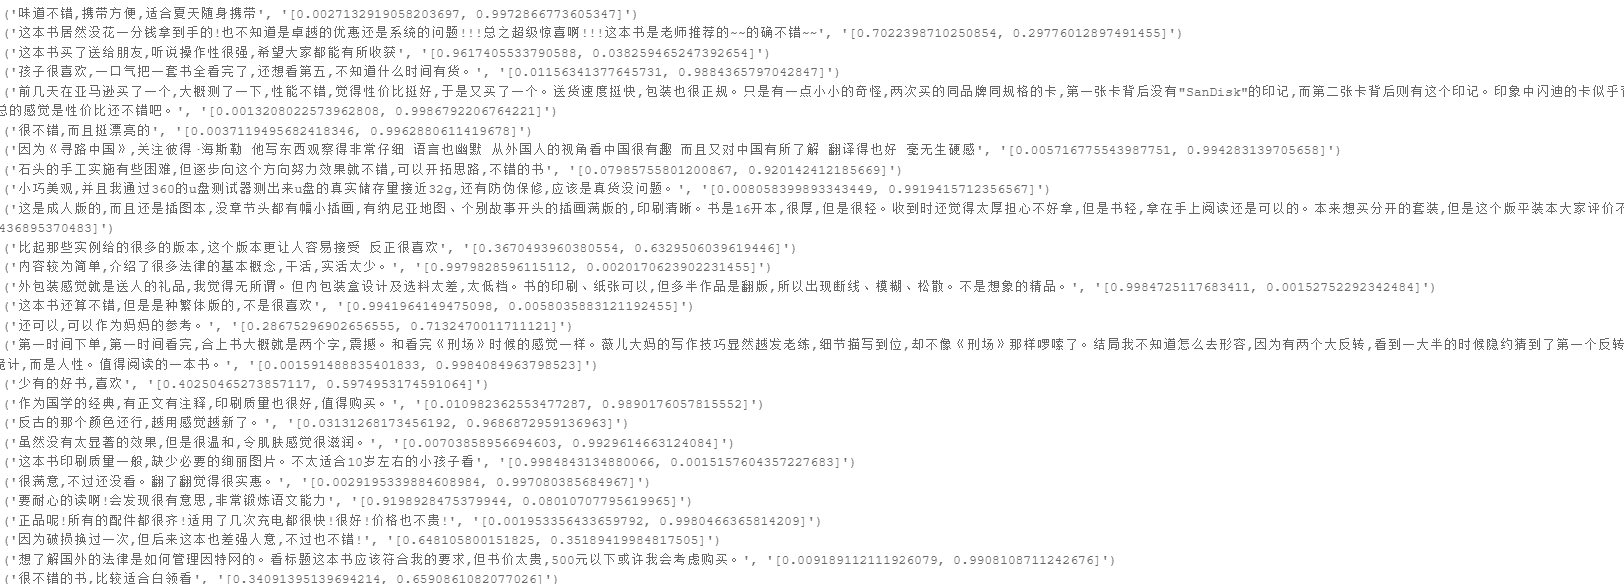 ('味道不错,携带方便,适合夏天随身携带', '[0.0027132919058203697, 0.9972866773605347]')
('这本书居然没花一分钱拿到手的!也不知道是卓越的优惠还是系统的问题!!!总之超级惊喜啊!!!这本书是老师推荐的~~的确不错~~', '[0.7022398710250854, 0.29776012897491455]')
('这本书买了送给朋友,听说操作性很强,希望大家都能有所收获', '[0.9617405533790588, 0.038259465247392654]')
('孩子很喜欢,一口气把一套书全看完了,还想看第五,不知道什么时间有货。', '[0.01156341377645731, 0.9884365797042847]')
('前几天在亚马逊买了一个,大概测了一下,性能不错,觉得性价比挺好,于是又买了一个。送货速度挺快,包装也很正规。只是有一点小小的奇怪,两次买的同品牌同规格的卡,第一张卡背后没有"SanDisk"的印记,而第二张卡背后则有这个印记。印象中闪迪的卡似乎
总的感觉是性价比还不错吧。', '[0.0013208022573962808, 0.9986792206764221]')
('很不错,而且挺漂亮的', '[0.0037119495682418346, 0.9962880611419678]')
('因为《寻路中国》,关注彼得·海斯勒 他写东西观察得非常仔细 语言也幽默 从外国人的视角看中国很有趣 而且又对中国有所了解 翻译得也好 毫无生硬感', '[0.005716775543987751, 0.994283139705658]')
('石头的手工实施有些困难,但逐步向这个方向努力效果就不错,可以开拓思路,不错的书', '[0.07985755801200867, 0.920142412185669]')
('小巧美观,并且我通过360的u盘测试器测出来u盘的真实储存量接近32g,还有防伪保修,应该是真货没问题。', '[0.008058399893343449, 0.9919415712356567]')
('这是成人版的,而且还是插图本,没章节头都有幅小插画,有纳尼亚地图、个别故事开头的插画满版的,印刷清晰。书是16开本,很厚,但是很轻。收到时还觉得太厚担心不好拿,但是书轻,拿在手上阅读还是可以的。本来想买分开的套装,但是这个版平装本大家评价不
436895370483]')
('比起那些实例给的很多的版本,这个版本更让人容易接受 反正很喜欢', '[0.3670493960380554, 0.6329506039619446]')
('内容较为简单,介绍了很多法律的基本概念,干活,实活太少。', '[0.9979828596115112, 0.0020170623902231455]')
('外包装感觉就是送人的礼品,我觉得无所谓。但内包装盒设计及选料太差,太低档。书的印刷、纸张可以,但多半作品是翻版,所以出现断线、模糊、松散。不是想象的精品。', '[0.9984725117683411, 0.00152752292342484]')
('这本书还算不错,但是是种繁体版的,不是很喜欢', '[0.9941964149475098, 0.0058035883121192455]')
('还可以,可以作为妈妈的参考。', '[0.28675296902656555, 0.7132470011711121]')
('第一时间下单,第一时间看完,合上书大概就是两个字,震撼。和看完《刑场》时候的感觉一样。薇儿大妈的写作技巧显然越发老练,细节描写到位,却不像《刑场》那样啰嗦了。结局我不知道怎么去形容,因为有两个大反转,看到一大半的时候隐约猜到了第一个反转
诡计,而是人性。值得阅读的一本书。', '[0.001591488835401833, 0.9984084963798523]')
('少有的好书,喜欢', '[0.40250465273857117, 0.5974953174591064]')
('作为国学的经典,有正文有注释,印刷质量也很好,值得购买。', '[0.010982362553477287, 0.9890176057815552]')
('反古的那个颜色还行,越用感觉越新了。', '[0.03131268173456192, 0.9686872959136963]')
('虽然没有太显著的效果,但是很温和,令肌肤感觉很滋润。', '[0.00703858956694603, 0.9929614663124084]')
('这本书印刷质量一般,缺少必要的绚丽图片。不太适合10岁左右的小孩子看', '[0.9984843134880066, 0.0015157604357227683]')
('很满意,不过还没看。翻了翻觉得很实惠。', '[0.0029195339884608984, 0.997080385684967]')
('要耐心的读啊!会发现很有意思,非常锻炼语文能力', '[0.9198928475379944, 0.08010707795619965]')
('正品呢!所有的配件都很齐!适用了几次充电都很快!很好!价格也不贵!', '[0.001953356433659792, 0.9980466365814209]')
('因为破损换过一次,但后来这本也差强人意,不过也不错!', '[0.648105800151825, 0.35189419984817505]')
('想了解国外的法律是如何管理因特网的。看标题这本书应该符合我的要求,但书价太贵,500元以下或许我会考虑购买。', '[0.009189112111926079, 0.9908108711242676]')
('很不错的书,比较适合白领看', '[0.34091395139694214, 0.6590861082077026]')